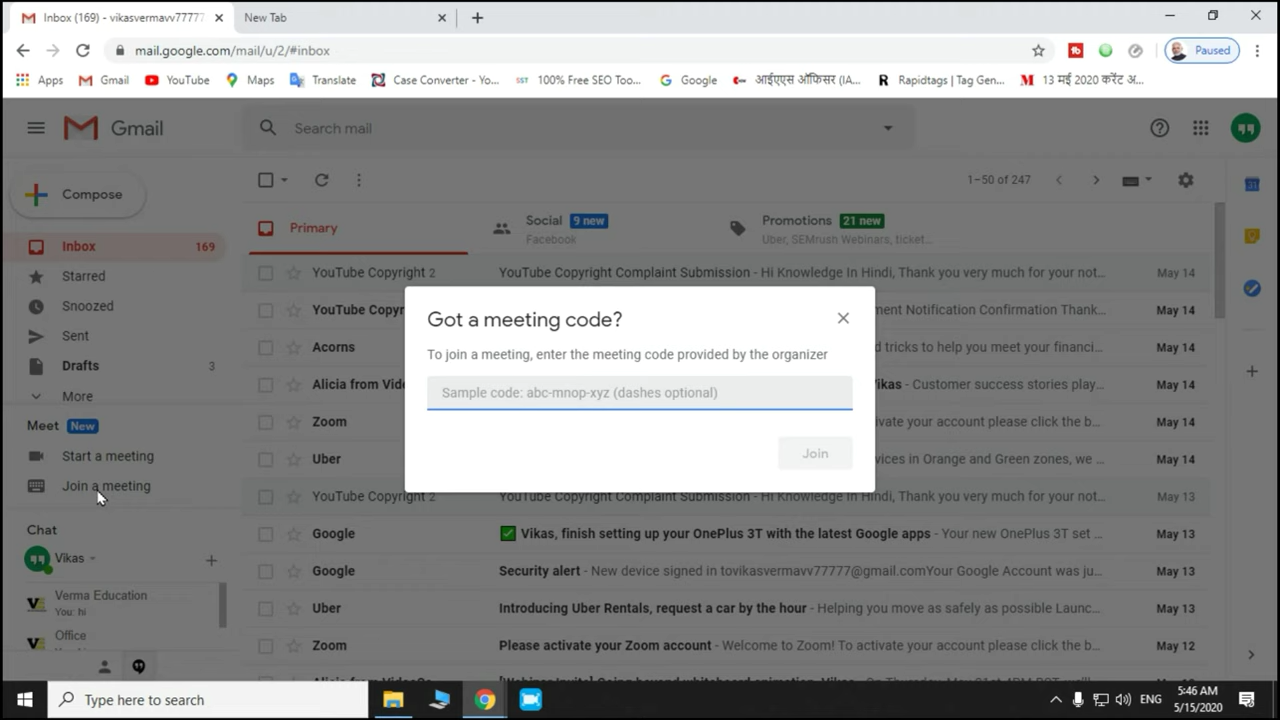 Inbox (169) - vikasvermavv77777
New Tab
mail.google.com/mail/u/2/#inbox
Paused
Apps
Gmail
YouTube
Maps
Translate
Case Converter - Yo...
100% Free SEO Too...
Google
आईएएस ऑफिसर (IA...
Rapidtags | Tag Gen...
13 मई 2020 करेंट अ...
Gmail
Search mail
Compose
1–50 of 247
Inbox 169
Starred
Snoozed
Sent
Drafts 3
More
Meet New
Start a meeting
Join a meeting
Chat
Vikas
Verma Education
You: hi
Office
Primary
Social 9 new
Facebook
Promotions 21 new
Uber, SEMrush Webinars, ticket...
YouTube Copyright 2 YouTube Copyright Complaint Submission - Hi Knowledge In Hindi, Thank you very much for your not... May 14
ment Notification Confirmation Thank... May 14
Acorns d tricks to help you meet your financi... May 14
Alicia from Vide - Customer success stories play... May 14
Zoom ivate your account please click the b... May 14
Uber vices in Orange and Green zones, we ... May 14
YouTube Copyright 2 YouTube Copyright Complaint Submission - Hi Knowledge In Hindi, Thank you very much for your not... May 13
Google ✅ Vikas, finish setting up your OnePlus 3T with the latest Google apps - Your new OnePlus 3T set ... May 13
Google Security alert - New device signed in tovikasvermavv77777@gmail.comYour Google Account was ju... May 13
Uber Introducing Uber Rentals, request a car by the hour - Helping you move as safely as possible Launc... May 13
Zoom Please activate your Zoom account - Welcome to Zoom! To activate your account please click the b... May 12
Got a meeting code?
To join a meeting, enter the meeting code provided by the organizer
Sample code: abc-mnop-xyz (dashes optional)
Join
Type here to search
ENG
5:46 AM
5/15/2020